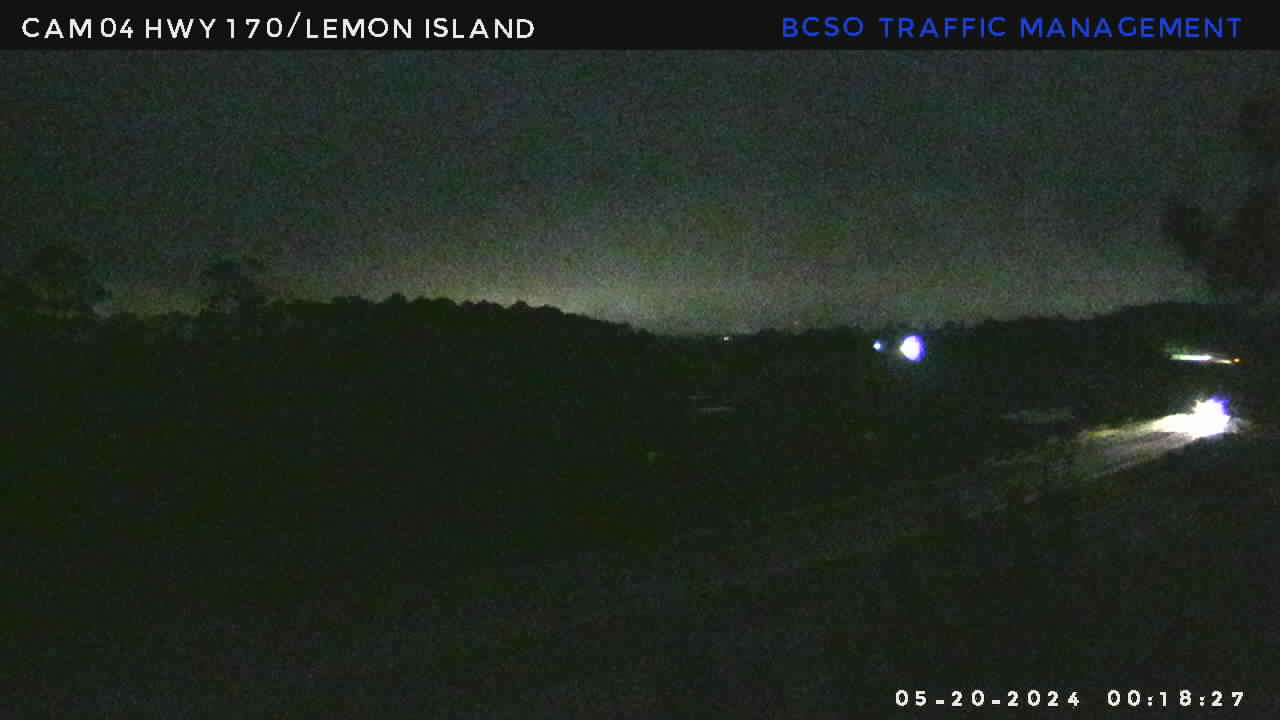 CAM04 HWY 170/LEMON ISLAND
BCSO TRAFFIC MANAGEMENT
05-20-2024 00:18:27